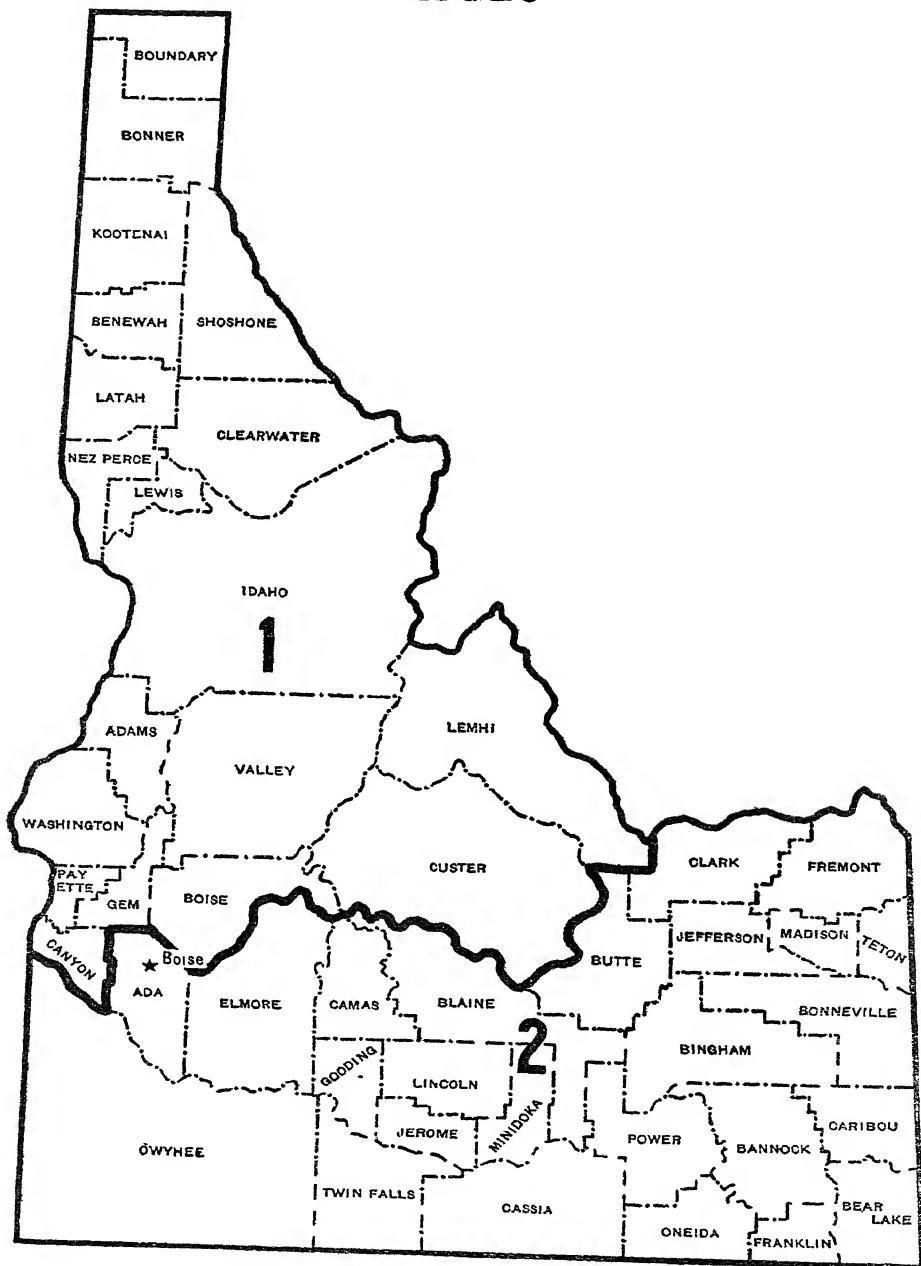 BOUNDARY
BONNER
KOOTENAI
BENEWAH
SHOSHONE
LATAH
CLEARWATER
NEZ PERCE
LEWIS
IDAHO
1
LEMHI
ADAMS
VALLEY
WASHINGTON
CUSTER
CLARK
FREMONT
PAY
ETTE
GEM
BOISE
CANYON
JEFFERSON
MADISON
TETON
Boise
BUTTE
ADA
ELMORE
CAMAS
BLAINE
BONNEVILLE
2
BINGHAM
GOODING
LINCOLN
MINIDOKA
JEROME
POWER
BANNOCK
CARIBOU
OWYHEE
TWIN FALLS
CASSIA
BEAR
LAKE
ONEIDA
FRANKLIN